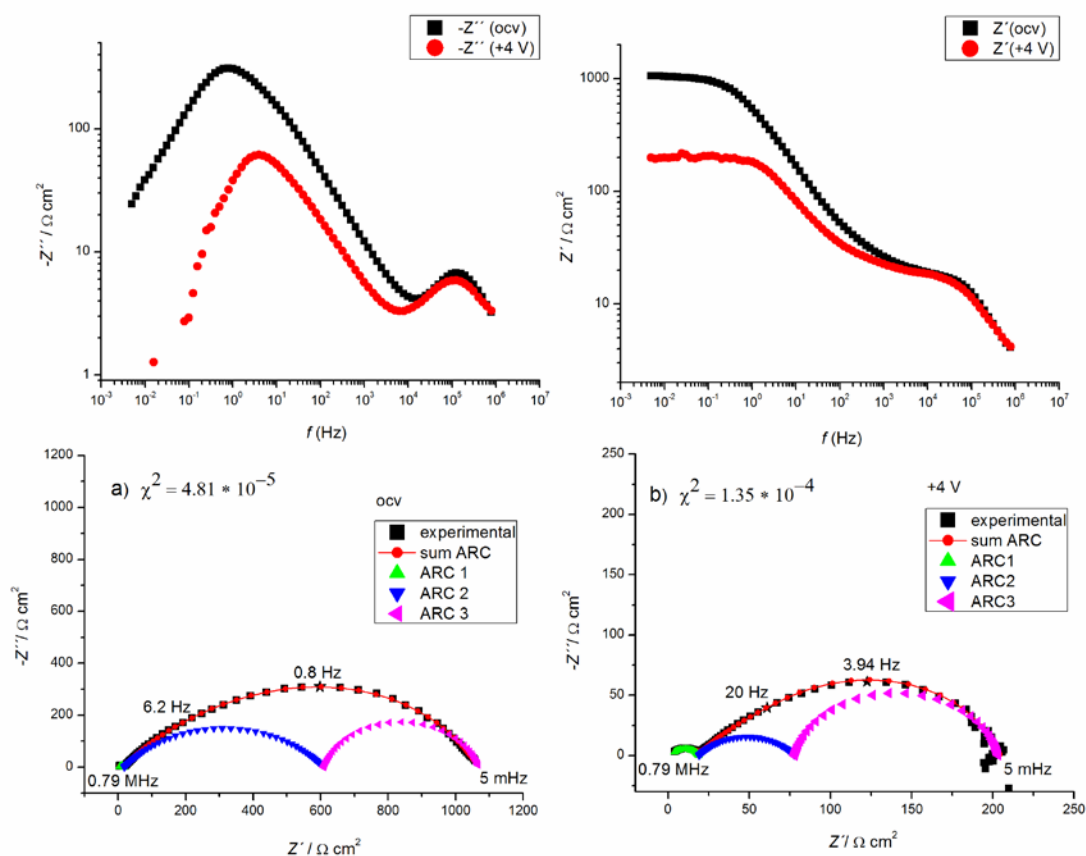 -Z´´ (ocv)
-Z´´ (+4 V)
100
10
1
-Z´´ / Ω cm²
10⁻³ 10⁻² 10⁻¹ 10⁰ 10¹ 10² 10³ 10⁴ 10⁵ 10⁶ 10⁷
f (Hz)
Z´(ocv)
Z´(+4 V)
1000
100
10
Z´ / Ω cm²
10⁻³ 10⁻² 10⁻¹ 10⁰ 10¹ 10² 10³ 10⁴ 10⁵ 10⁶ 10⁷
f (Hz)
a) χ² = 4.81 * 10⁻⁵
ocv
experimental
sum ARC
ARC 1
ARC 2
ARC 3
1200
1000
800
600
400
200
0
-Z´´/ Ω cm²
0.8 Hz
6.2 Hz
0.79 MHz
5 mHz
0 200 400 600 800 1000 1200
Z´ / Ω cm²
b) χ² = 1.35 * 10⁻⁴
+4 V
experimental
sum ARC
ARC1
ARC2
ARC3
250
200
150
100
50
0
-Z´´/ Ω cm²
3.94 Hz
20 Hz
0.79 MHz
5 mHz
0 50 100 150 200 250
Z´/ Ω cm²